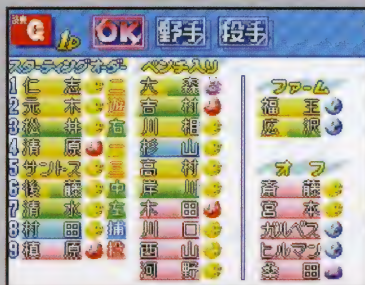 読売 G 1P OK 野手 投手
スターティングオーダー ベンチ入り
1 仁志 二 大森 ファーム
2 元木 遊 吉村 福王
3 松井 右 川相 広沢
4 清原 一 杉山
5 サントス 三 高村 オフ
6 後藤 中 岸川 斎藤
7 清水 左 木田 宮本
8 村田 捕 川口 ガルベス
9 槙原 投 西山 ヒルマン
河野 桑田